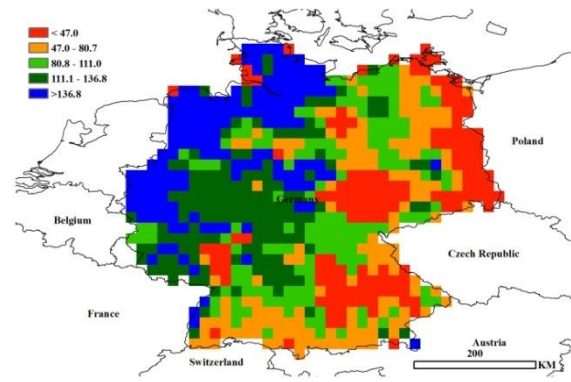 < 47.0
47.0 - 80.7
80.8 - 111.0
111.1 - 136.8
>136.8
Poland
Germany
Belgium
Czech Republic
France
Austria
Switzerland
200
KM